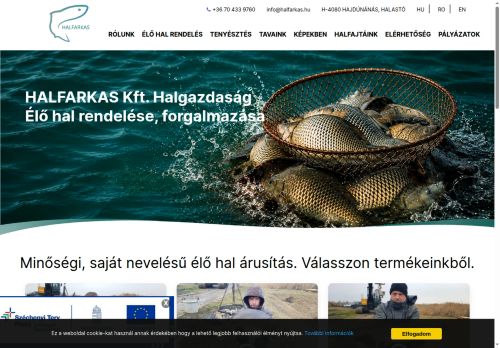 HALFARKAS
+36 70 433 9760 info@halfarkas.hu H-4080 HAJDÚNÁNÁS, HALASTÓ HU RO EN
RÓLUNK ÉLŐ HAL RENDELÉS TENYÉSZTÉS TAVAINK KÉPEKBEN HALFAJTÁINK ELÉRHETŐSÉG PÁLYÁZATOK
HALFARKAS Kft. Halgazdaság
Élő hal rendelése, forgalmazása
Minőségi, saját nevelésű élő hal árusítás. Válasszon termékeinkből.
Széchenyi Terv
Ez a weboldal cookie-kat használ annak érdekében hogy a lehető legjobb felhasználói élményt nyújtsa. További információk
Elfogadom